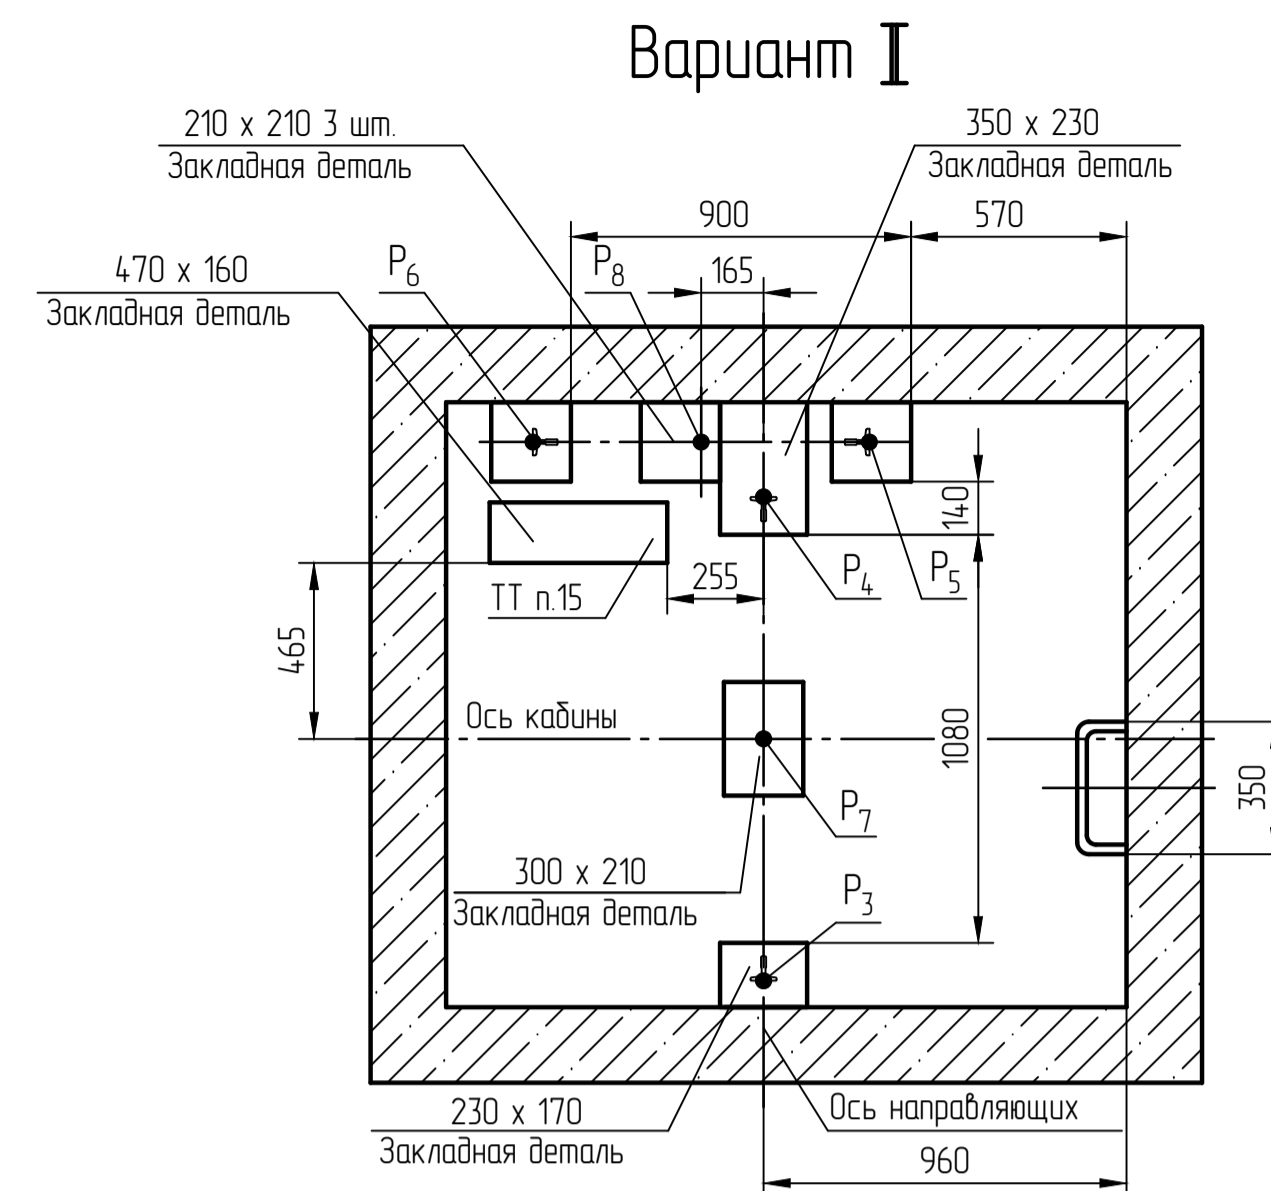 Вариант I
210 x 210 3 шт.
Закладная деталь
350 x 230
Закладная деталь
900
570
470 x 160
Закладная деталь
P6
P8
165
140
P4
P5
ТТ п.15
255
465
Ось кабины
1080
350
P7
300 x 210
Закладная деталь
P3
230 x 170
Закладная деталь
Ось направляющих
960